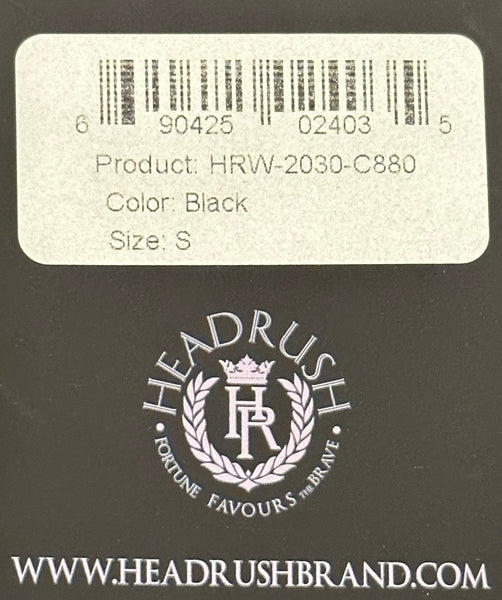 6 90425 02403 5
Product: HRW-2030-C880
Color: Black
Size: S
HEADRUSH
HR
• FORTUNE FAVOURS THE BRAVE •
WWW.HEADRUSHBRAND.COM